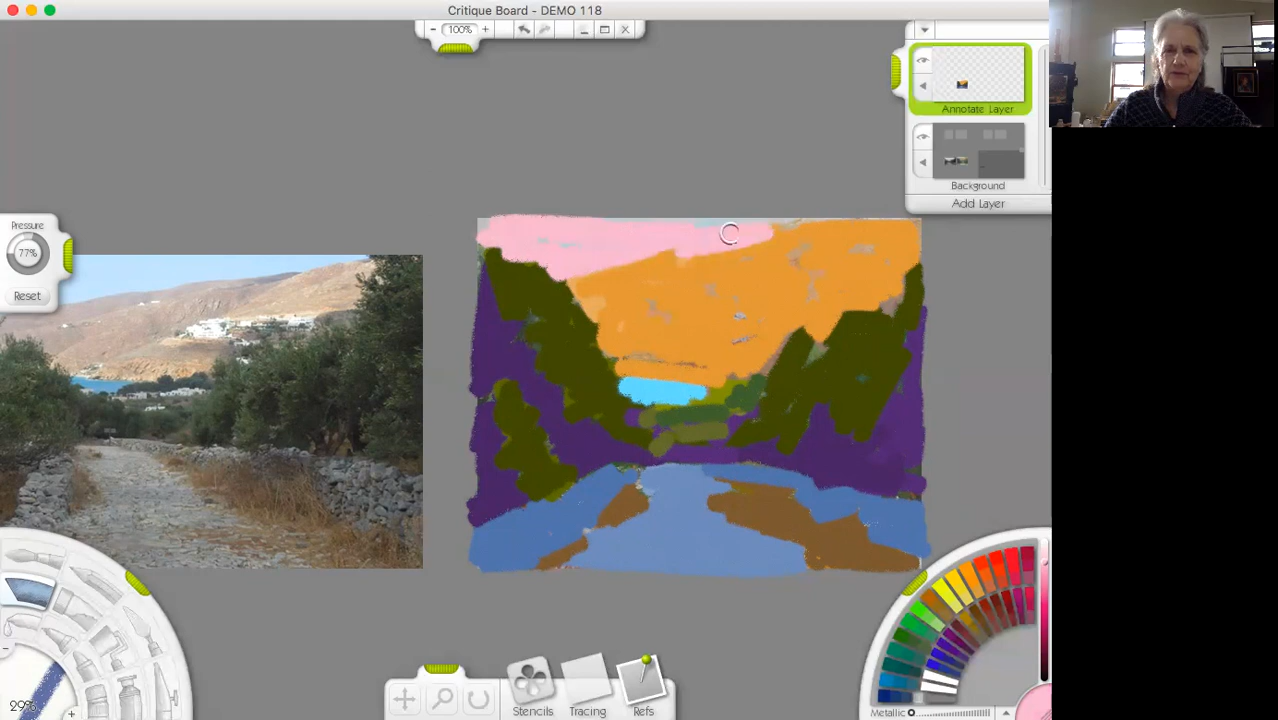 Critique Board - DEMO 118
100%
Annotate Layer
Background
Add Layer
Pressure
77%
Reset
29%
Stencils
Tracing
Refs
Metallic